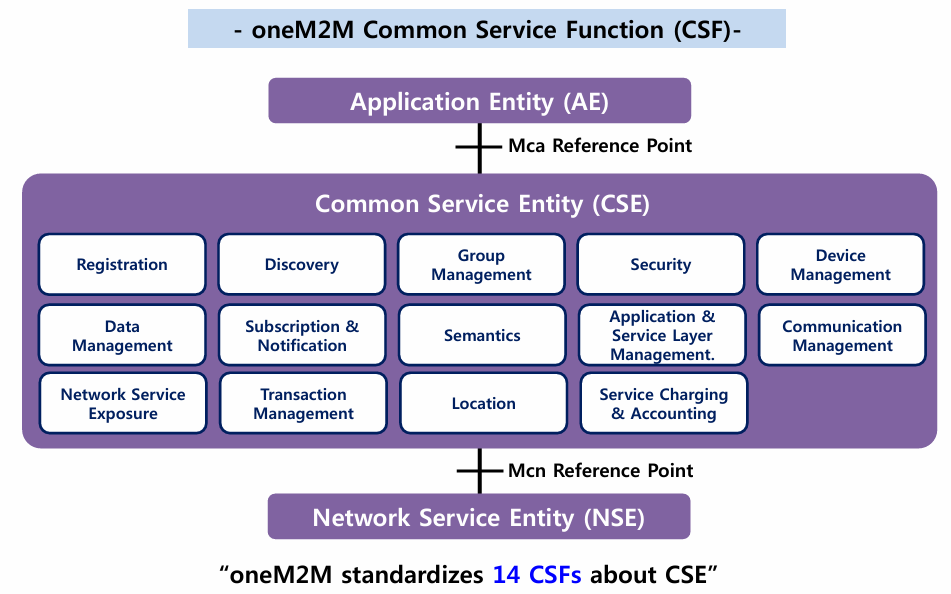 - oneM2M Common Service Function (CSF)-
Application Entity (AE)
Mca Reference Point
Common Service Entity (CSE)
Registration
Discovery
Group
Management
Security
Device
Management
Data
Management
Subscription &
Notification
Semantics
Application &
Service Layer
Management.
Communication
Management
Network Service
Exposure
Transaction
Management
Location
Service Charging
& Accounting
Mcn Reference Point
Network Service Entity (NSE)
“oneM2M standardizes 14 CSFs about CSE”